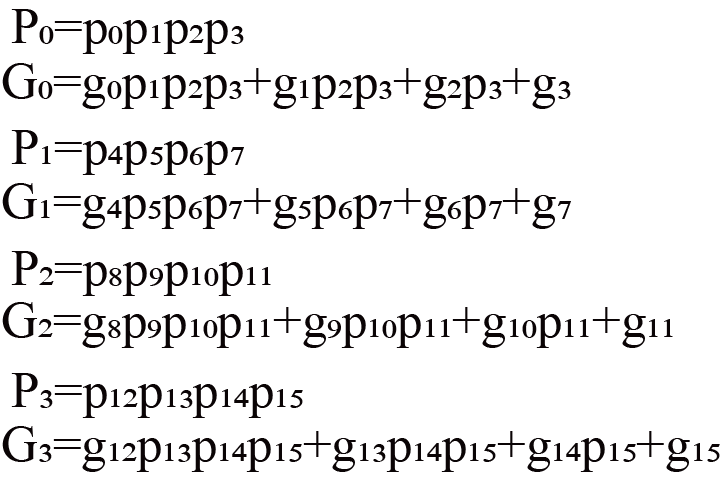 P₀=p₀p₁p₂p₃
G₀=g₀p₁p₂p₃+g₁p₂p₃+g₂p₃+g₃
P₁=p₄p₅p₆p₇
G₁=g₄p₅p₆p₇+g₅p₆p₇+g₆p₇+g₇
P₂=p₈p₉p₁₀p₁₁
G₂=g₈p₉p₁₀p₁₁+g₉p₁₀p₁₁+g₁₀p₁₁+g₁₁
P₃=p₁₂p₁₃p₁₄p₁₅
G₃=g₁₂p₁₃p₁₄p₁₅+g₁₃p₁₄p₁₅+g₁₄p₁₅+g₁₅